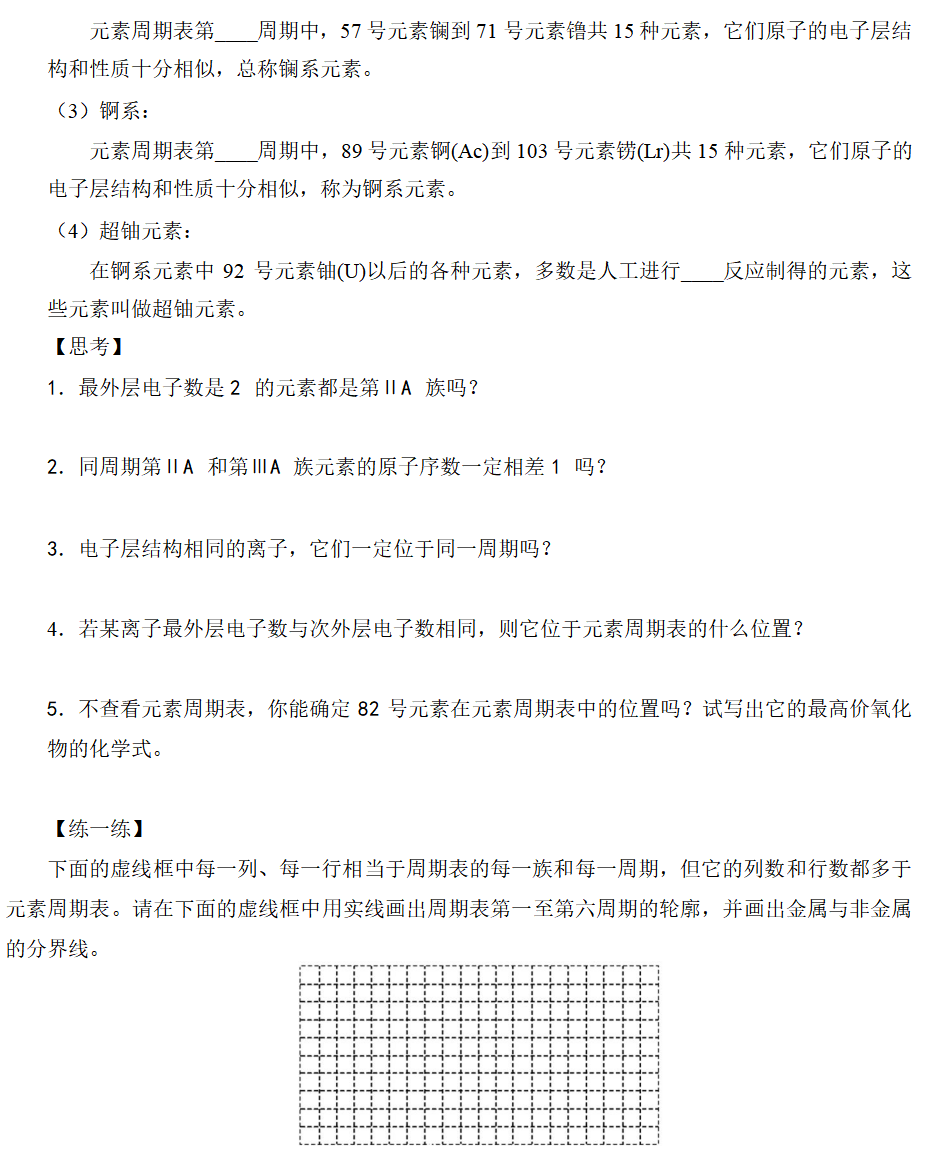 元素周期表第____周期中，57 号元素镧到 71 号元素镥共 15 种元素，它们原子的电子层结
构和性质十分相似，总称镧系元素。
（3）锕系：
元素周期表第____周期中，89 号元素锕(Ac)到 103 号元素铹(Lr)共 15 种元素，它们原子的
电子层结构和性质十分相似，称为锕系元素。
（4）超铀元素：
在锕系元素中 92 号元素铀(U)以后的各种元素，多数是人工进行____反应制得的元素，这
些元素叫做超铀元素。
【思考】
1．最外层电子数是 2 的元素都是第ⅡA 族吗？
2．同周期第ⅡA 和第ⅢA 族元素的原子序数一定相差 1 吗？
3．电子层结构相同的离子，它们一定位于同一周期吗？
4．若某离子最外层电子数与次外层电子数相同，则它位于元素周期表的什么位置？
5．不查看元素周期表，你能确定 82 号元素在元素周期表中的位置吗？试写出它的最高价氧化
物的化学式。
【练一练】
下面的虚线框中每一列、每一行相当于周期表的每一族和每一周期，但它的列数和行数都多于
元素周期表。请在下面的虚线框中用实线画出周期表第一至第六周期的轮廓，并画出金属与非金属
的分界线。